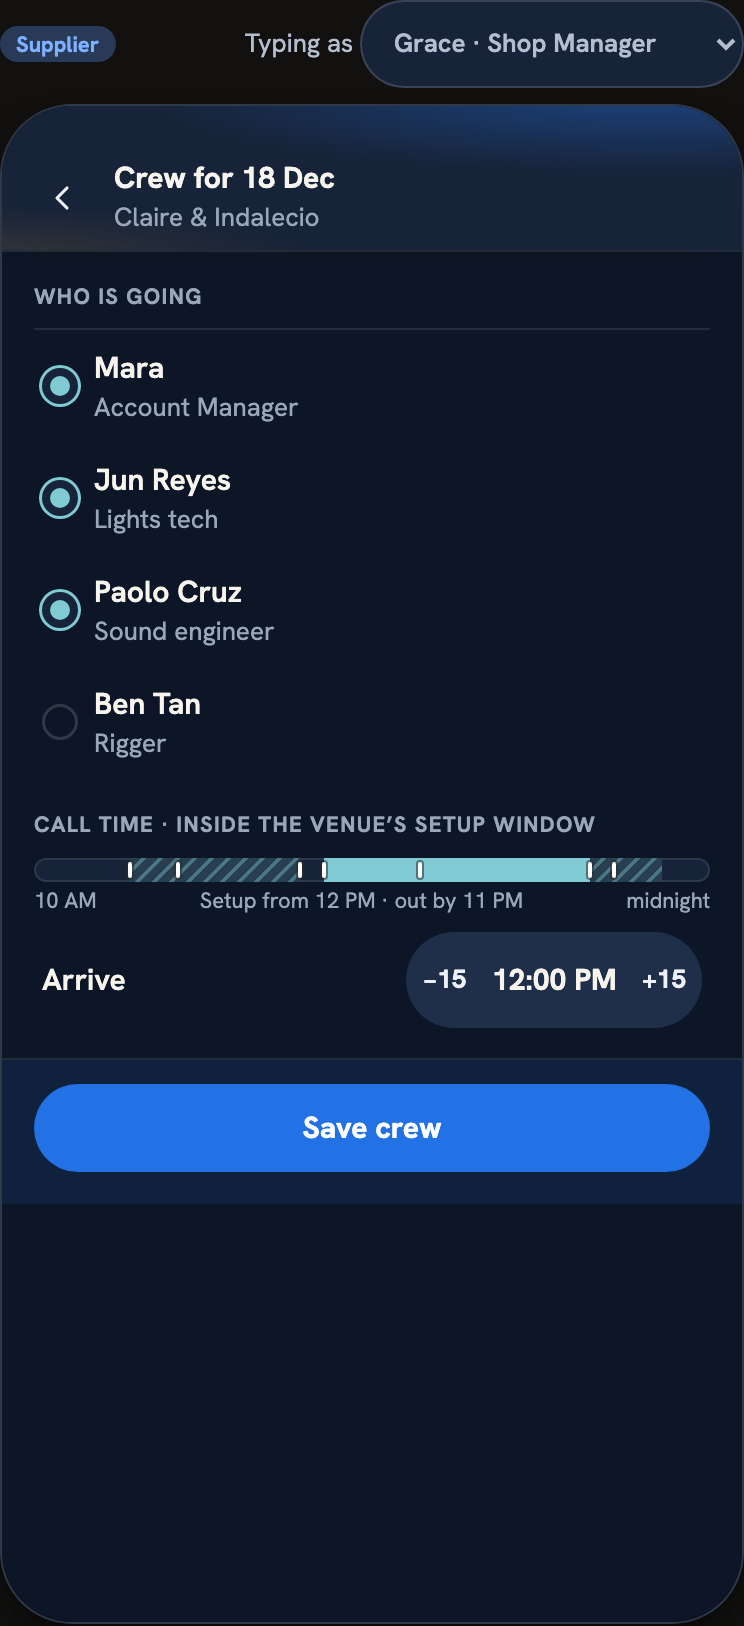 Supplier
Typing as
Grace · Shop Manager
Crew for 18 Dec
Claire & Indalecio
WHO IS GOING
Mara
Account Manager
Jun Reyes
Lights tech
Paolo Cruz
Sound engineer
Ben Tan
Rigger
CALL TIME · INSIDE THE VENUE’S SETUP WINDOW
10 AM
Setup from 12 PM · out by 11 PM
midnight
Arrive
–15
12:00 PM
+15
Save crew